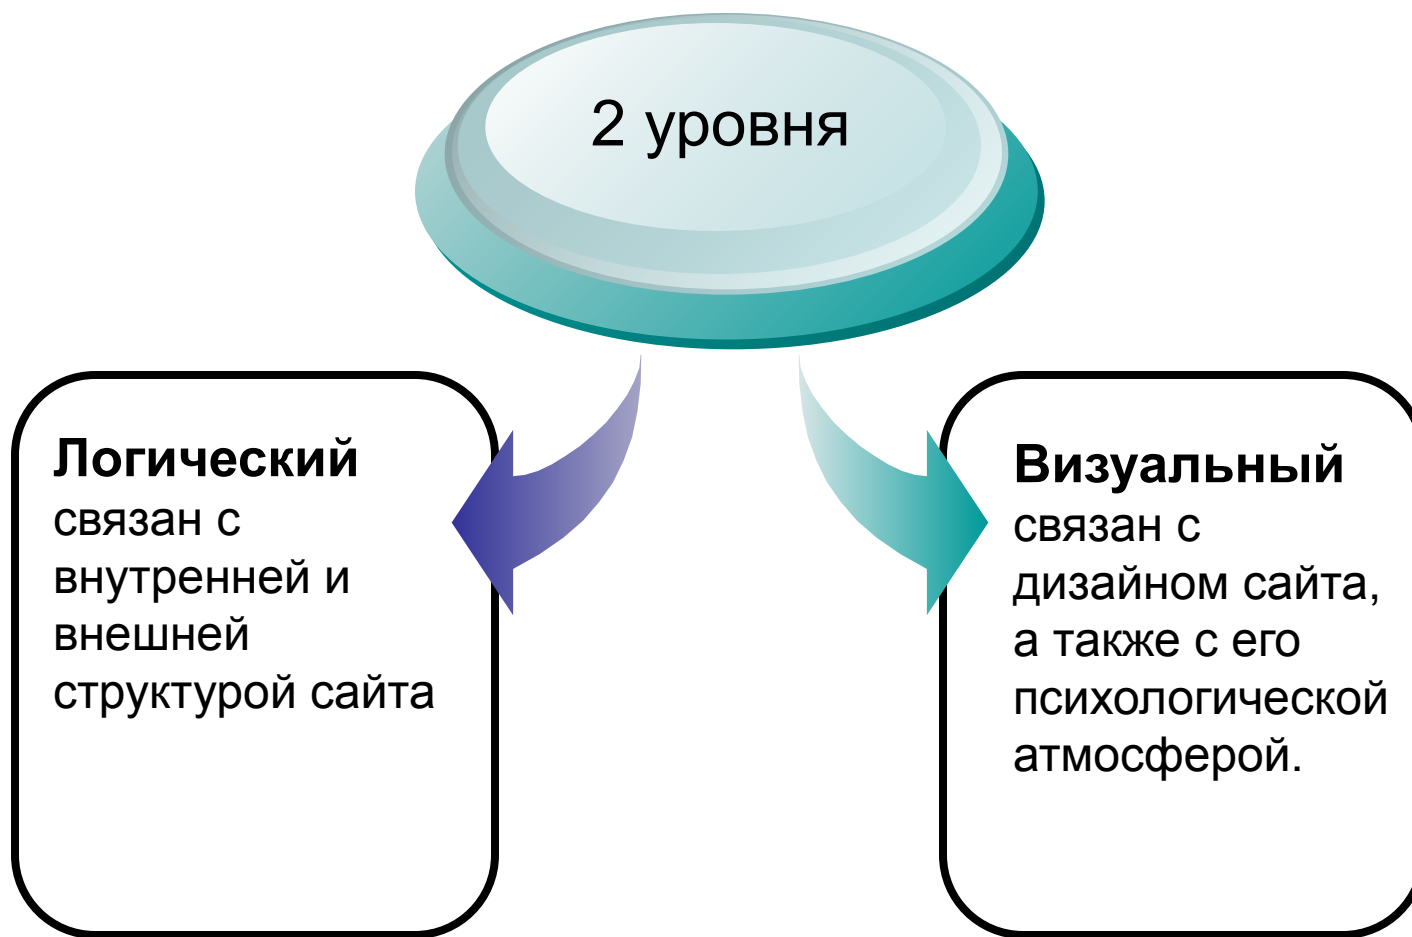 2 уровня
Логический
связан с
внутренней и
внешней
структурой сайта
Визуальный
связан с
дизайном сайта,
а также с его
психологической
атмосферой.